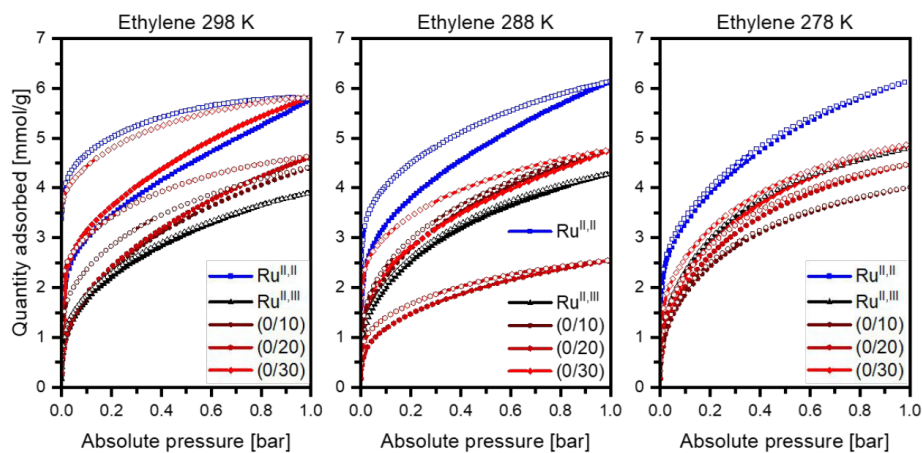 Ethylene 298 K
Ethylene 288 K
Ethylene 278 K
Quantity adsorbed [mmol/g]
7
6
5
4
3
2
1
0
Ru^II,II
Ru^II,III
(0/10)
(0/20)
(0/30)
0.0 0.2 0.4 0.6 0.8 1.0
Absolute pressure [bar]
7
6
5
4
3
2
1
0
Ru^II,II
Ru^II,III
(0/10)
(0/20)
(0/30)
0.0 0.2 0.4 0.6 0.8 1.0
Absolute pressure [bar]
7
6
5
4
3
2
1
0
Ru^II,II
Ru^II,III
(0/10)
(0/20)
(0/30)
0.0 0.2 0.4 0.6 0.8 1.0
Absolute pressure [bar]